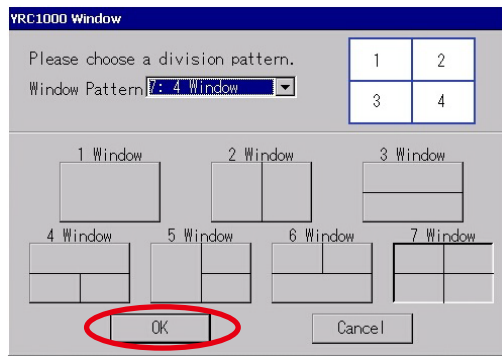 YRC1000 Window
Please choose a division pattern.
Window Pattern 7: 4 Window
1 2
3 4
1 Window 2 Window 3 Window
4 Window 5 Window 6 Window 7 Window
OK Cancel